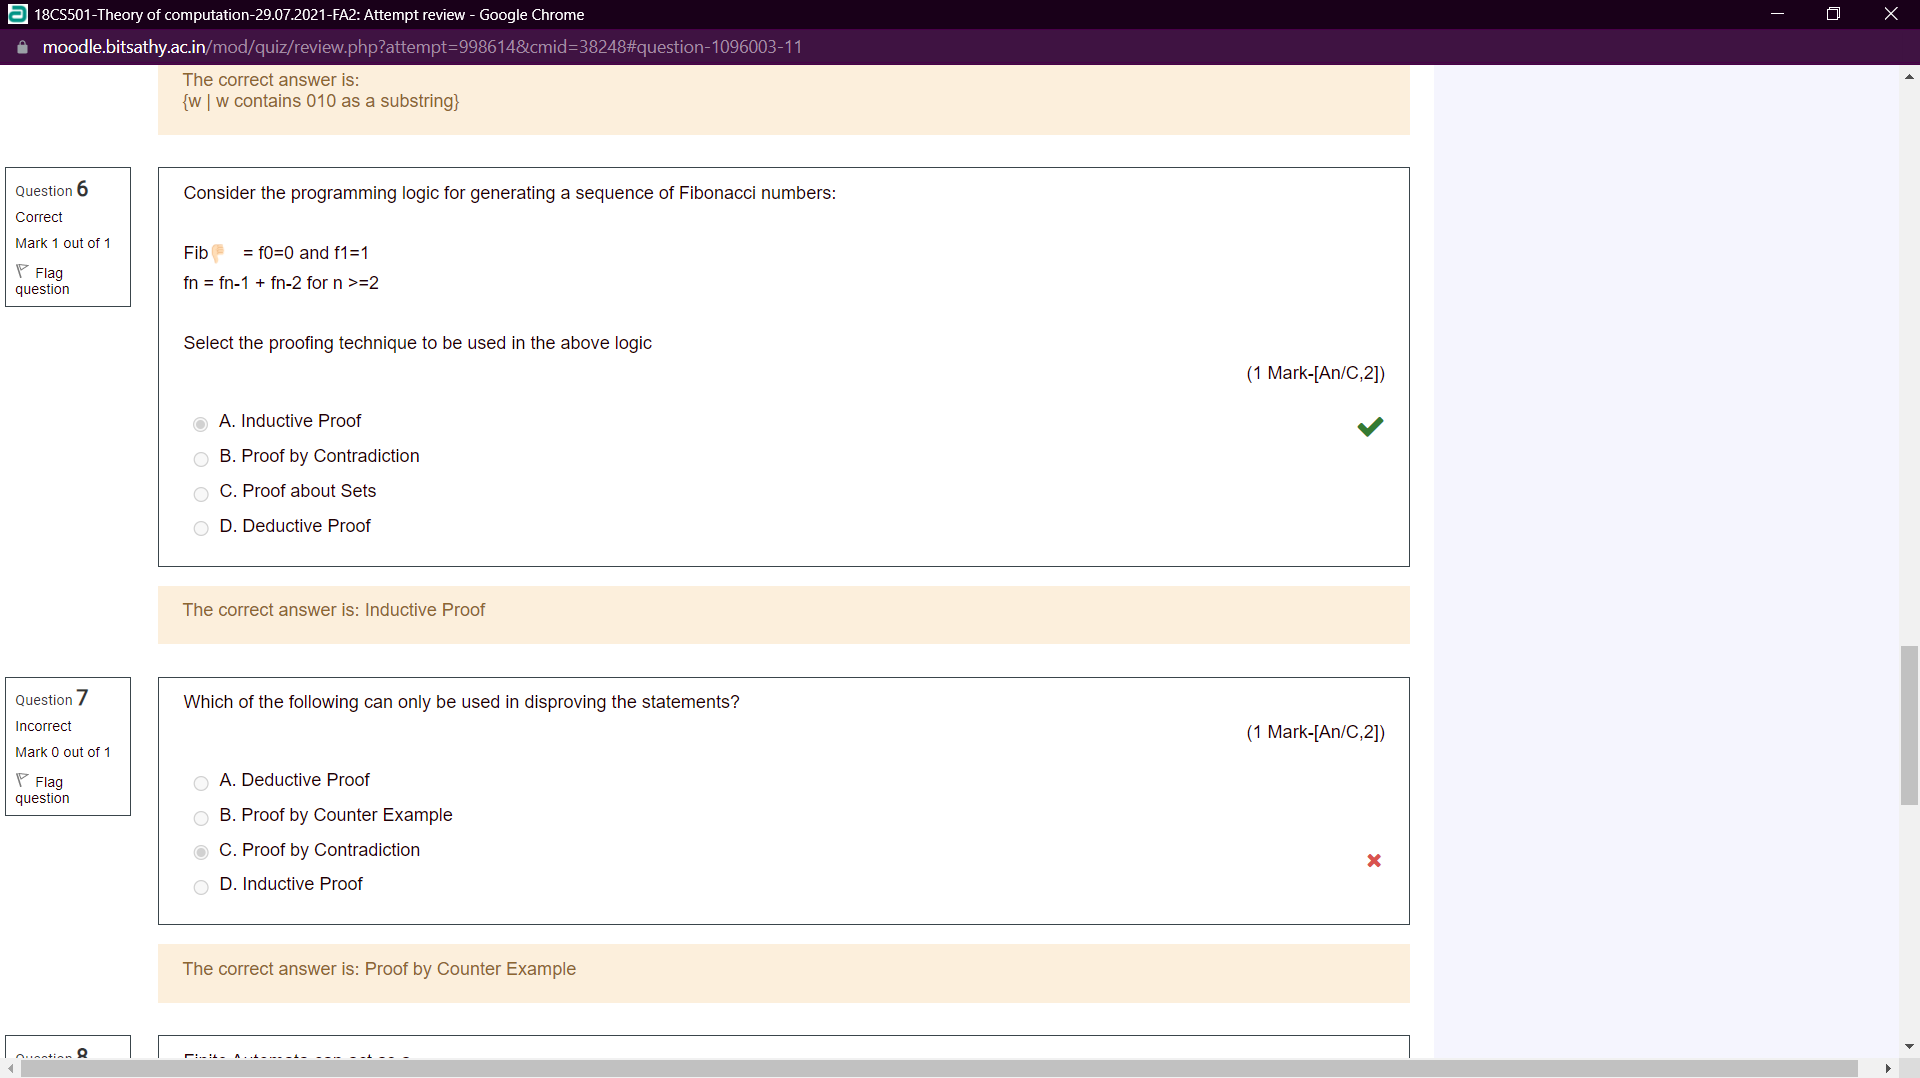 18CS501-Theory of computation-29.07.2021-FA2: Attempt review - Google Chrome
moodle.bitsathy.ac.in/mod/quiz/review.php?attempt=998614&cmid=38248#question-1096003-11
The correct answer is:
{w | w contains 010 as a substring}
Question 6
Correct
Mark 1 out of 1
Flag
question
Consider the programming logic for generating a sequence of Fibonacci numbers:
Fib👎 = f0=0 and f1=1
fn = fn-1 + fn-2 for n >=2
Select the proofing technique to be used in the above logic
(1 Mark-[An/C,2])
A. Inductive Proof
B. Proof by Contradiction
C. Proof about Sets
D. Deductive Proof
The correct answer is: Inductive Proof
Question 7
Incorrect
Mark 0 out of 1
Flag
question
Which of the following can only be used in disproving the statements?
(1 Mark-[An/C,2])
A. Deductive Proof
B. Proof by Counter Example
C. Proof by Contradiction
D. Inductive Proof
The correct answer is: Proof by Counter Example
Question 8
Finite Automata can act as a